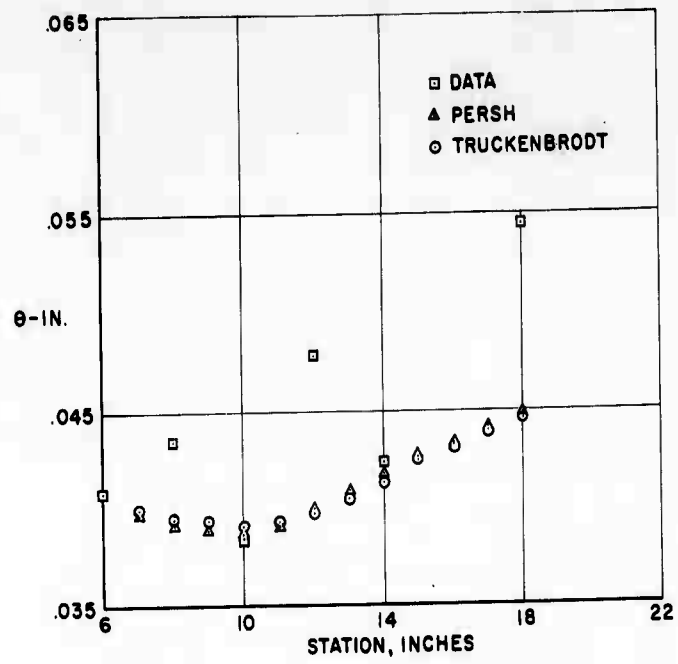 .065
DATA
PERSH
TRUCKENBRODT
.055
θ-IN.
.045
.035
6 10 14 18 22
STATION, INCHES